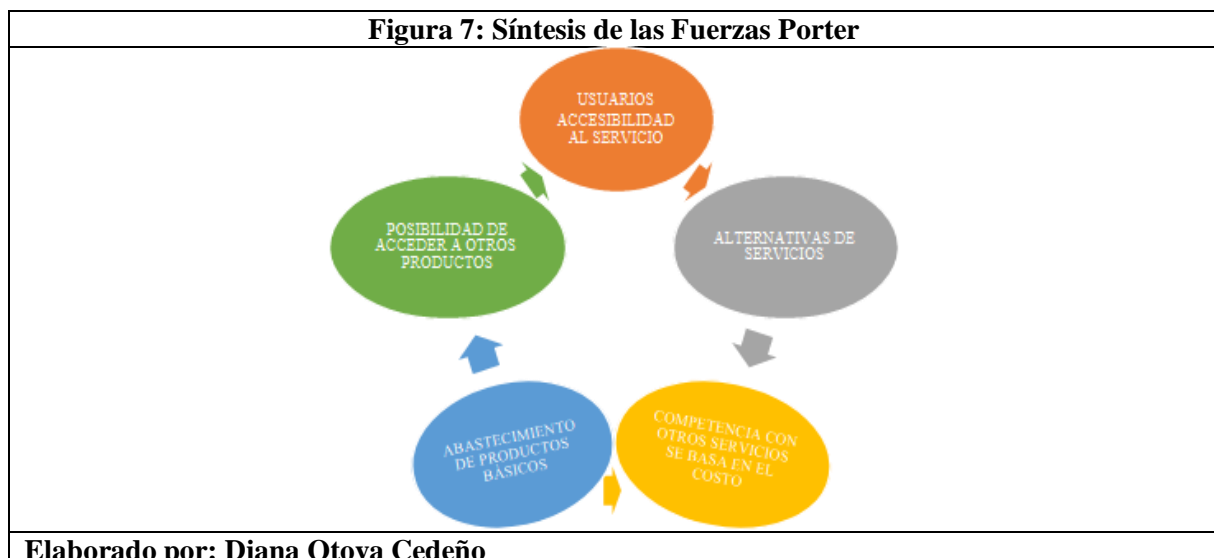 Figura 7: Síntesis de las Fuerzas Porter
USUARIOS
ACCESIBILIDAD
AL SERVICIO
ALTERNATIVAS DE
SERVICIOS
COMPETENCIA CON
OTROS SERVICIOS
SE BASA EN EL
COSTO
ABASTECIMIENTO
DE PRODUCTOS
BÀSICOS
POSIBILIDAD DE
ACCEDER A OTROS
PRODUCTOS
Elaborado por: Diana Otoya Cedeño